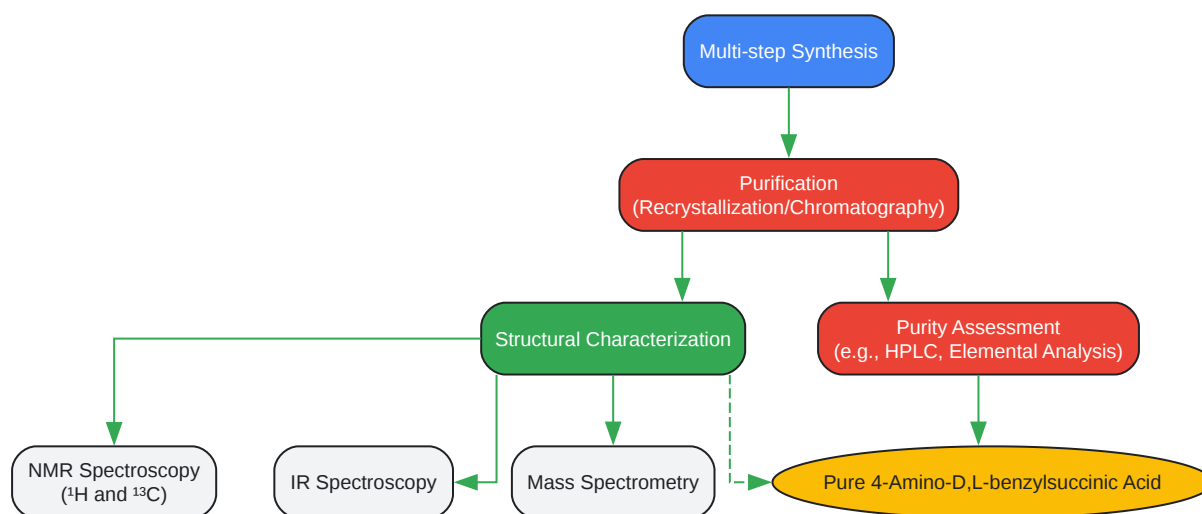 Multi-step Synthesis
Purification
(Recrystallization/Chromatography)
Structural Characterization
Purity Assessment
(e.g., HPLC, Elemental Analysis)
NMR Spectroscopy
(¹H and ¹³C)
IR Spectroscopy
Mass Spectrometry
Pure 4-Amino-D,L-benzylsuccinic Acid